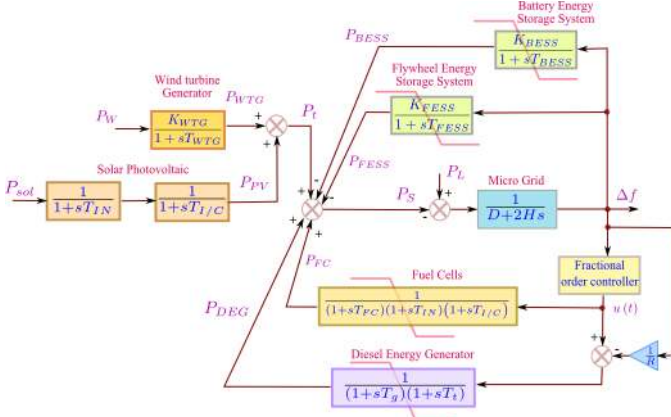 Battery Energy
Storage System
P_BESS
K_BESS
1 + sT_BESS
Wind turbine
Generator
P_WTG
P_t
Flywheel Energy
Storage System
P_W
K_WTG
1 + sT_WTG
+
+
K_FESS
1 + sT_FESS
Solar Photovoltaic
P_PV
P_FESS
P_L
P_sol
1
1+sT_IN
1
1+sT_I/C
-
-
+
+
+
P_S
+
-
Micro Grid
1
D+2Hs
Δf
P_FC
Fuel Cells
Fractional
order controller
P_DEG
1
(1+sT_FC)(1+sT_IN)(1+sT_I/C)
u(t)
+
-
1
R
Diesel Energy Generator
1
(1+sT_g)(1+sT_t)